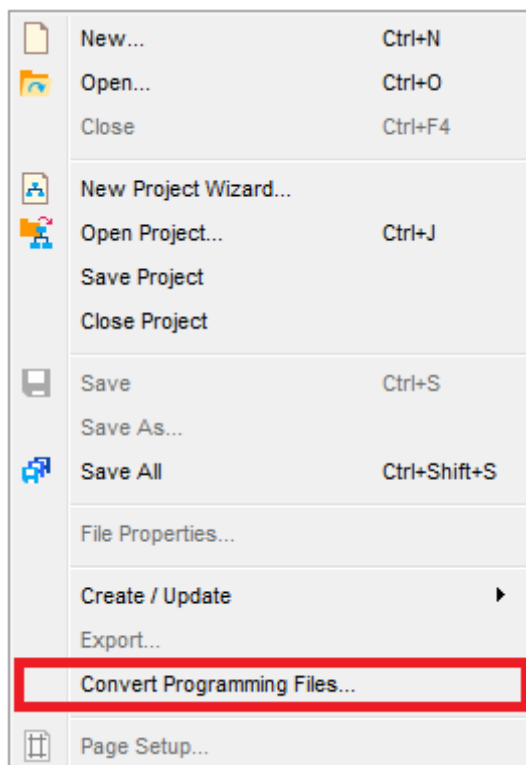 New... Ctrl+N
Open... Ctrl+O
Close Ctrl+F4
New Project Wizard...
Open Project... Ctrl+J
Save Project
Close Project
Save Ctrl+S
Save As...
Save All Ctrl+Shift+S
File Properties...
Create / Update
Export...
Convert Programming Files...
Page Setup...